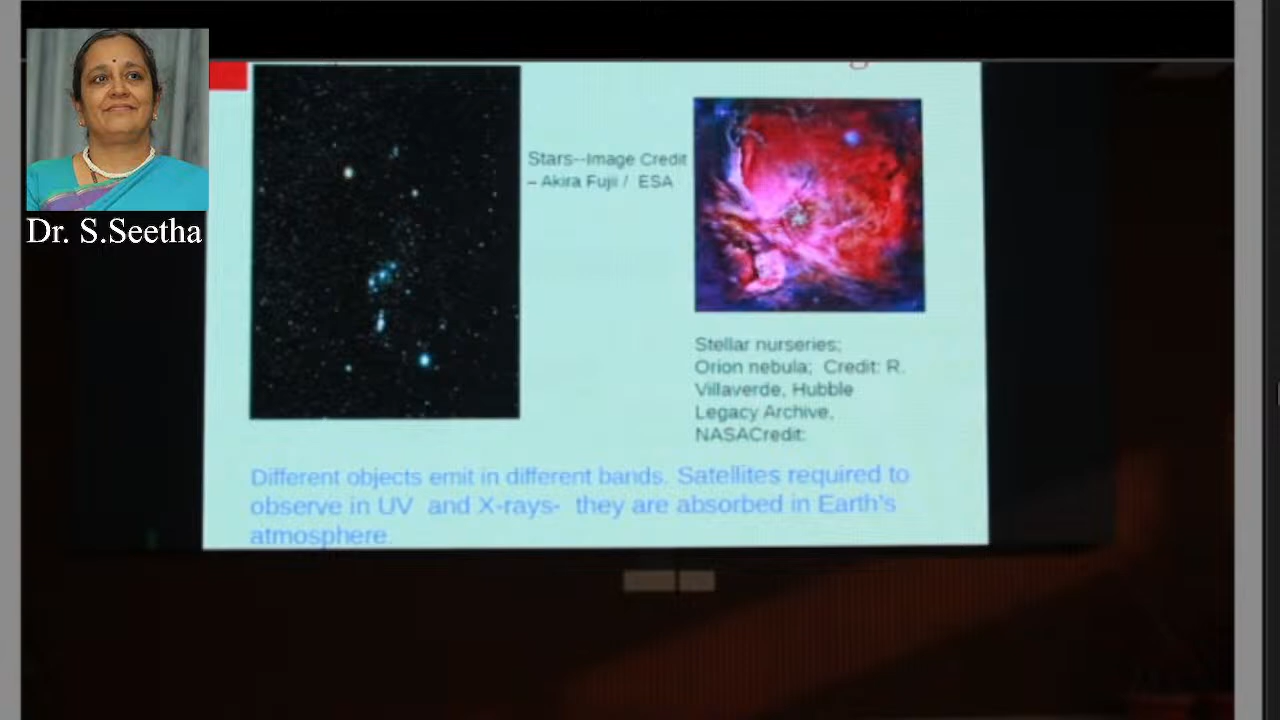 Dr. S.Seetha
Stars--Image Credit
– Akira Fujii / ESA
Stellar nurseries;
Orion nebula; Credit: R.
Villaverde, Hubble
Legacy Archive,
NASACredit:
Different objects emit in different bands. Satellites required to
observe in UV and X-rays- they are absorbed in Earth's
atmosphere.